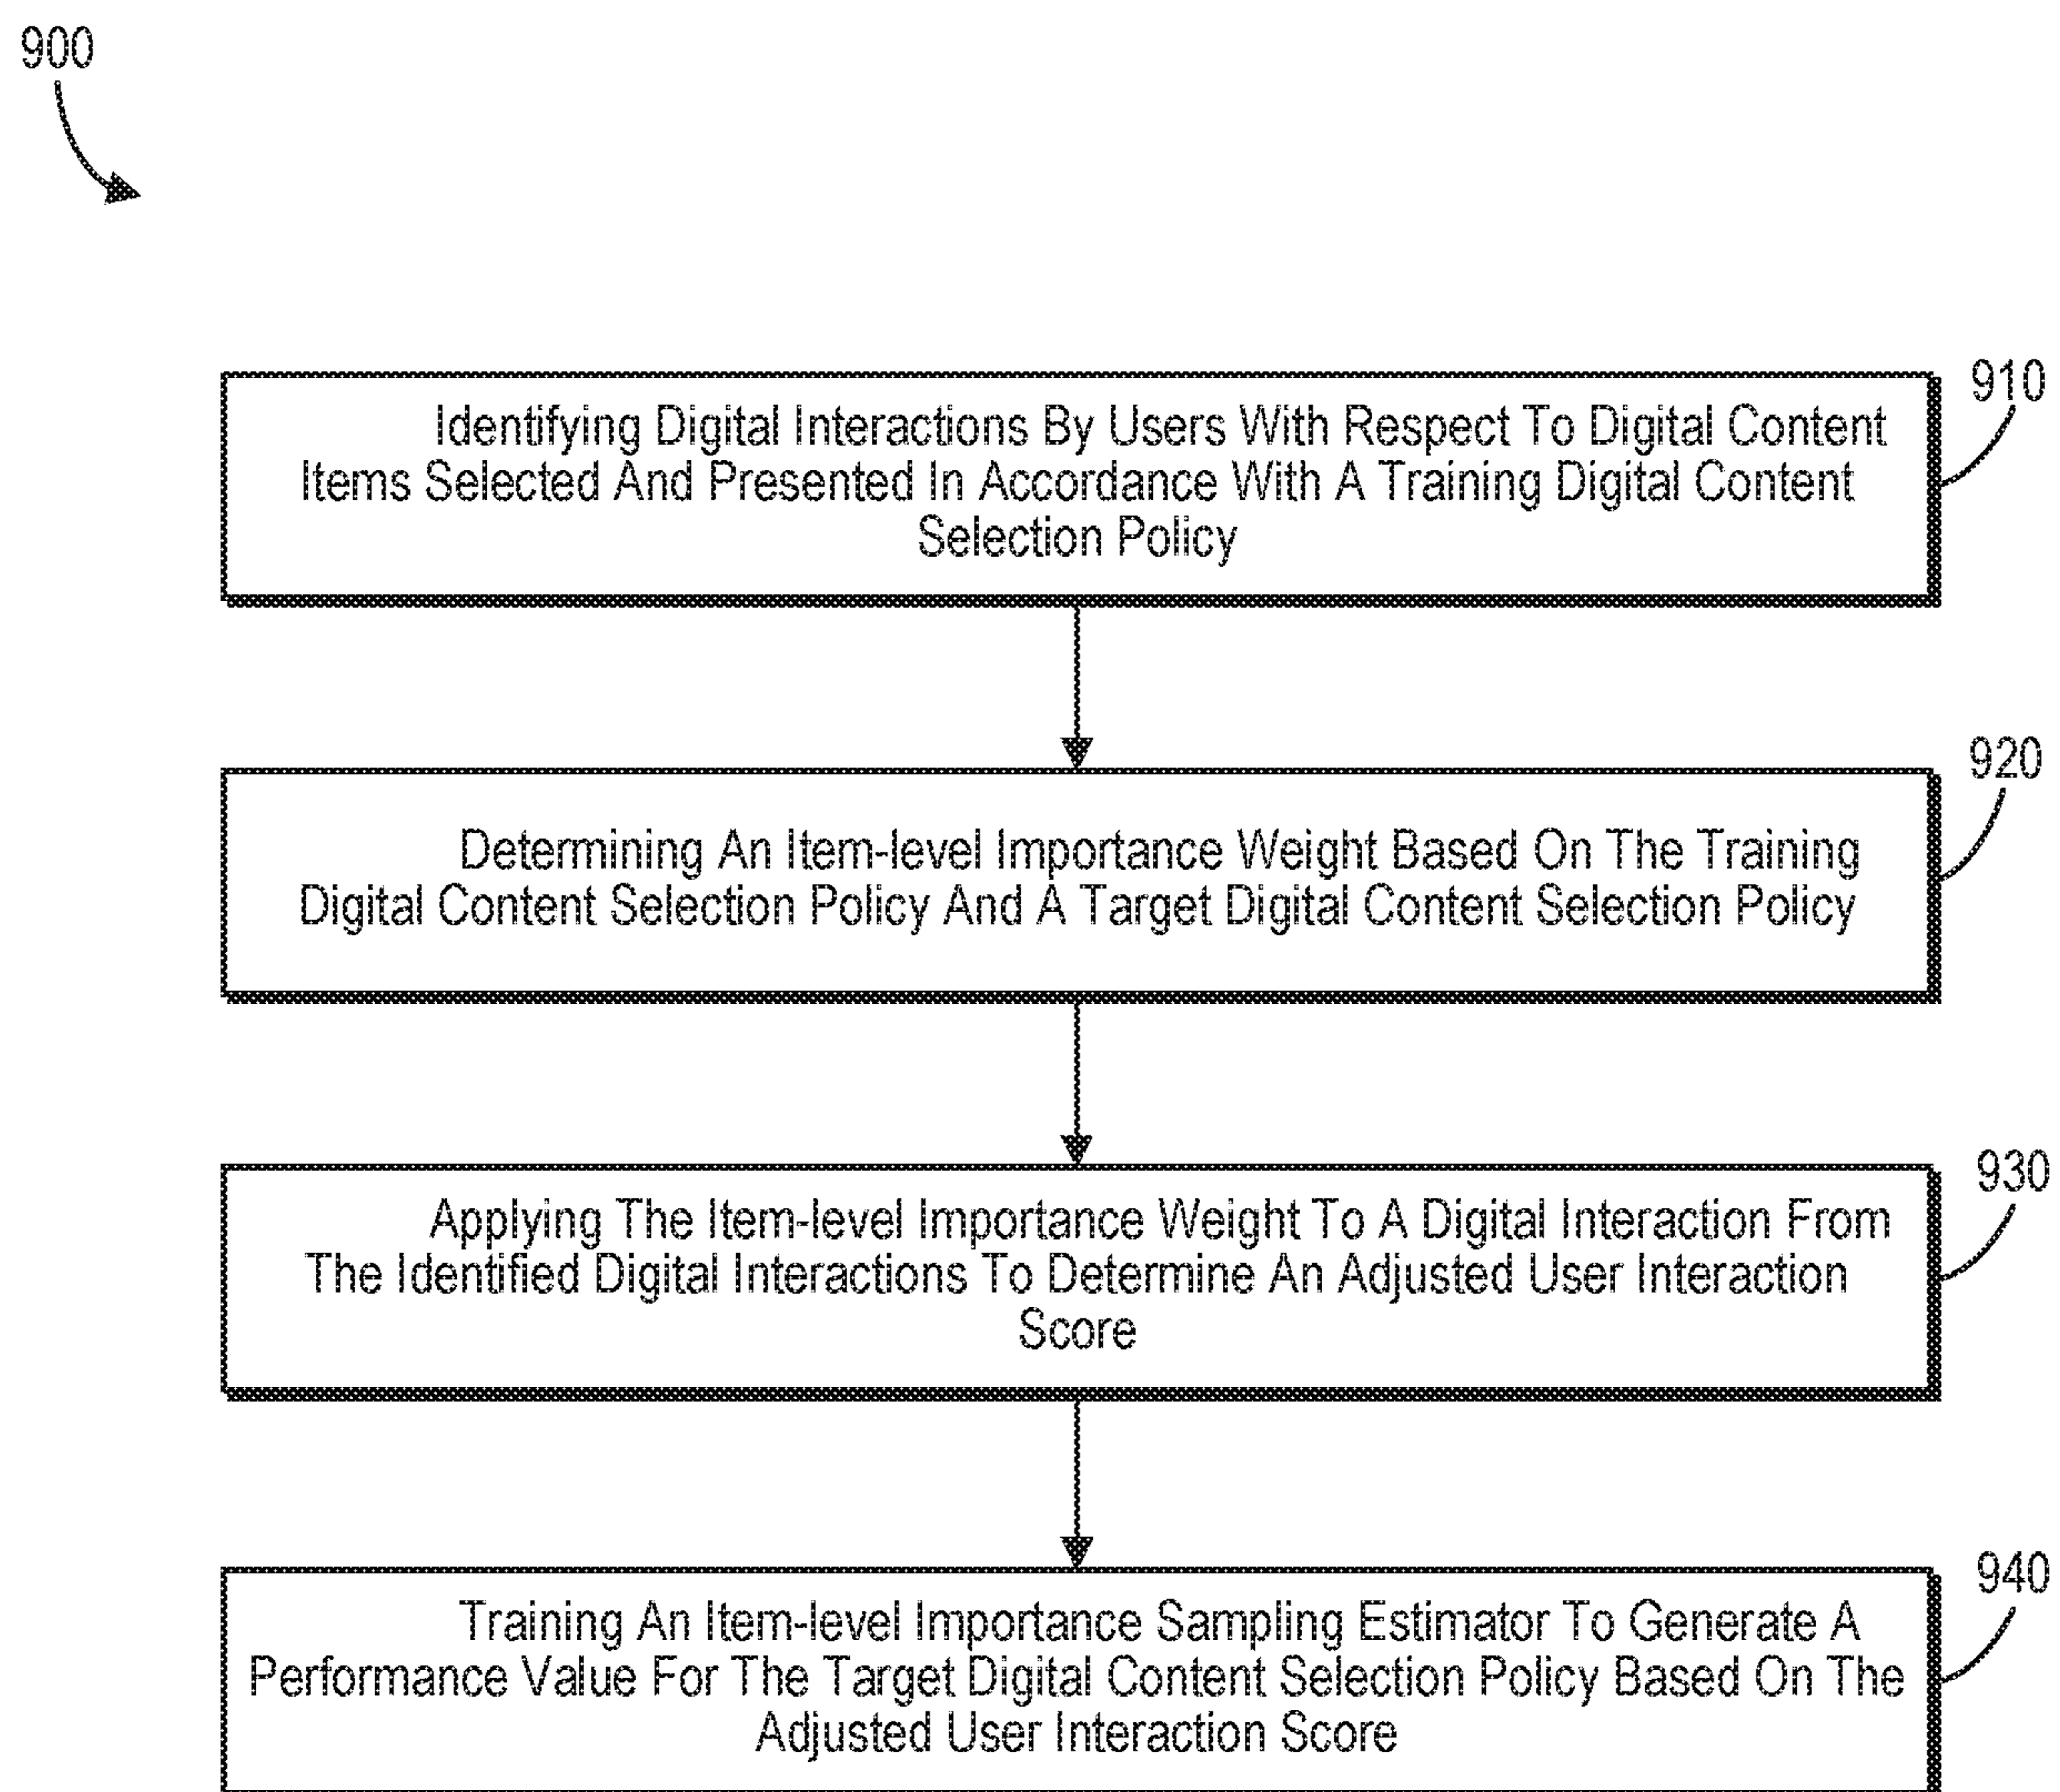 900
910
Identifying Digital Interactions By Users With Respect To Digital Content
Items Selected And Presented In Accordance With A Training Digital Content
Selection Policy
920
Determining An Item-level Importance Weight Based On The Training
Digital Content Selection Policy And A Target Digital Content Selection Policy
930
Applying The Item-level Importance Weight To A Digital Interaction From
The Identified Digital Interactions To Determine An Adjusted User Interaction
Score
940
Training An Item-level Importance Sampling Estimator To Generate A
Performance Value For The Target Digital Content Selection Policy Based On The
Adjusted User Interaction Score